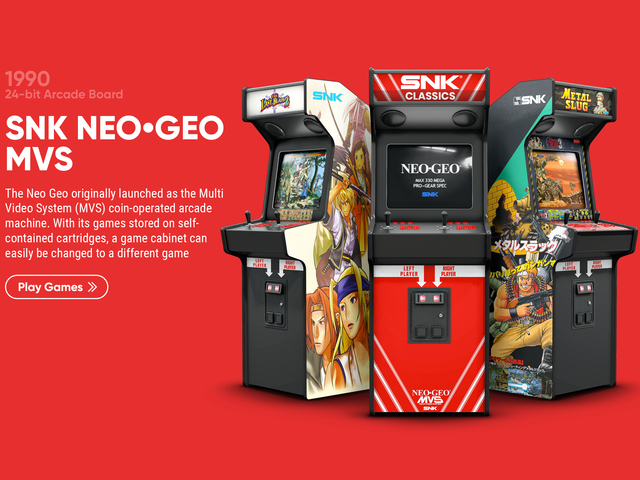 1990
24-bit Arcade Board
SNK NEO•GEO
MVS
The Neo Geo originally launched as the Multi
Video System (MVS) coin-operated arcade
machine. With its games stored on self-
contained cartridges, a game cabinet can
easily be changed to a different game
Play Games
SNK
SNK
CLASSICS
NEO•GEO
MAX 330 MEGA
PRO-GEAR SPEC
SNK
LEFT PLAYER
RIGHT PLAYER
LEFT PLAYER
RIGHT PLAYER
NEO•GEO
MVS
SNK
SNK
METAL
SLUG
メタルスラッグ
LEFT PLAYER
RIGHT PLAYER